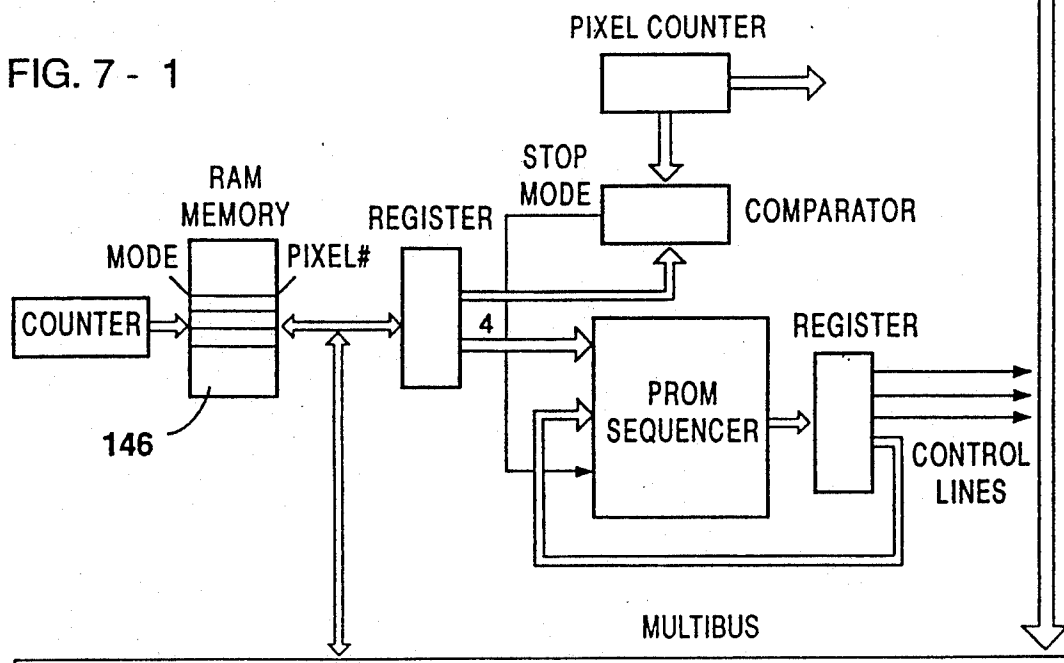 FIG. 7 - 1
PIXEL COUNTER
STOP
MODE
COMPARATOR
RAM
MEMORY
REGISTER
MODE
PIXEL#
COUNTER
4
REGISTER
PROM
SEQUENCER
146
CONTROL
LINES
MULTIBUS